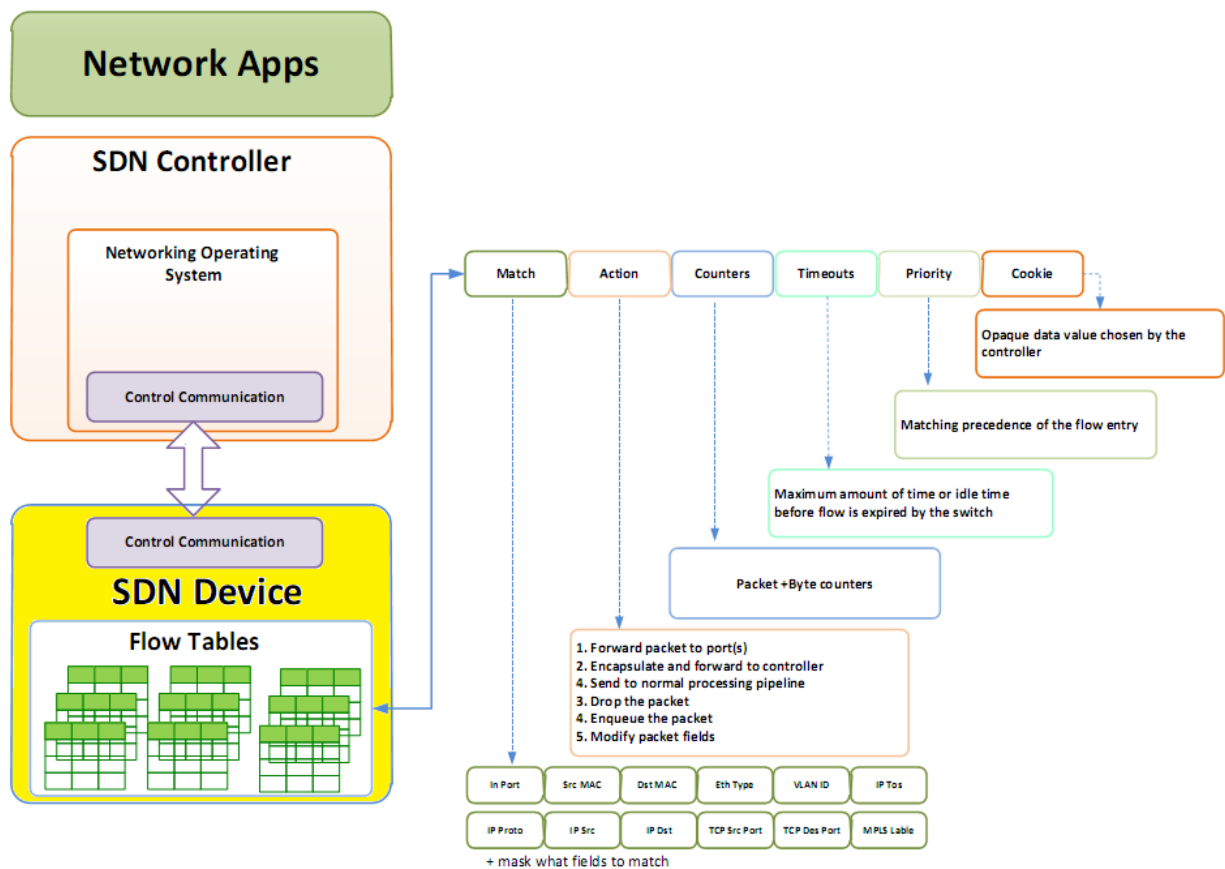 Network Apps
SDN Controller
Networking Operating
System
Control Communication
Control Communication
SDN Device
Flow Tables
Match
Action
Counters
Timeouts
Priority
Cookie
Opaque data value chosen by the
controller
Matching precedence of the flow entry
Maximum amount of time or idle time
before flow is expired by the switch
Packet +Byte counters
1. Forward packet to port(s)
2. Encapsulate and forward to controller
4. Send to normal processing pipeline
3. Drop the packet
4. Enqueue the packet
5. Modify packet fields
In Port
Src MAC
Dst MAC
Eth Type
VLAN ID
IP Tos
IP Proto
IP Src
IP Dst
TCP Src Port
TCP Des Port
MPLS Lable
+ mask what fields to match